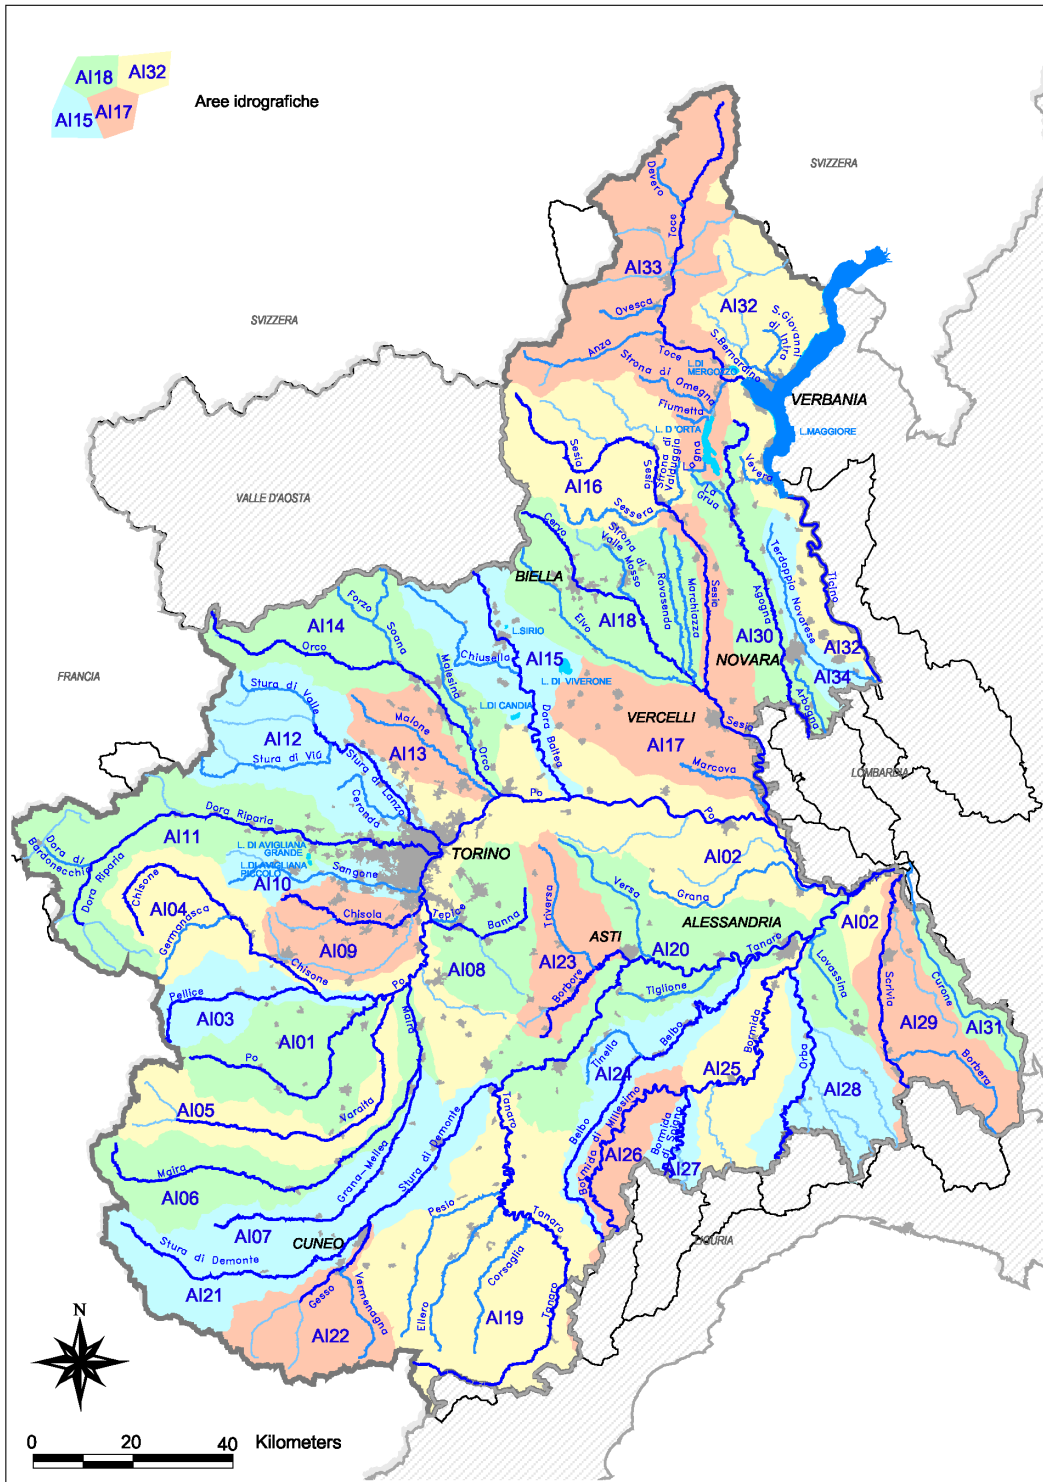 AI18
AI32
AI15
AI17
Aree idrografiche
SVIZZERA
Devero
Toce
AI33
SVIZZERA
Ovesca
AI32
S.Giovanni
di Intra
S.Bernardino
Anza
Toce
L.DI
MERGOZZO
Strona di Omegna
VERBANIA
Fiumetta
L. D'ORTA
L.MAGGIORE
VALLE D'AOSTA
Sesia
Sesia
Strona di
Valduggia
Lagna
Vevera
AI16
La
Grua
Sessera
Cervo
Strona di
Valle Mosso
BIELLA
Rovasenda
Marchiazza
Sesia
Agogna
Terdoppio Novarese
Ticino
AI32
Elvo
AI18
AI30
NOVARA
AI34
Arbogna
FRANCIA
Forzo
Soana
AI14
Orco
L.SIRIO
Chiusella
AI15
L. DI VIVERONE
Malesina
L.DI CANDIA
Stura di Valle
AI12
Stura di Viù
Malone
AI13
Orco
Dora Baltea
VERCELLI
AI17
Sesia
Marcova
LOMBARDIA
Stura di Lanzo
Ceronda
Po
Po
Dora Riparia
AI11
Dora di
Bardonecchia
Dora Riparia
L. DI AVIGLIANA
GRANDE
L.DI AVIGLIANA
PICCOLO
AI10
Sangone
TORINO
AI02
Versa
Grana
Chisone
AI04
Germanasca
Chisola
AI09
Chisone
Tepice
Banna
Triversa
ASTI
ALESSANDRIA
AI02
AI20
Tanaro
AI08
AI23
Borbore
Tiglione
Lovassina
Scrivia
Curone
AI29
AI31
Borbera
Pellice
AI03
Po
Maira
AI01
Po
Tinella
Belbo
AI24
Bormida
AI25
Orba
AI28
AI05
Varaita
Tanaro
Belbo
Bormida di Millesimo
Bormida
di Spigno
AI26
AI27
Maira
AI06
Grana-Mellea
Stura di Demonte
AI07
Pesio
Tanaro
CUNEO
LIGURIA
Stura di Demonte
AI21
Gesso
Vermenagna
AI22
Ellero
Corsaglia
AI19
Tanaro
N
0
20
40
Kilometers